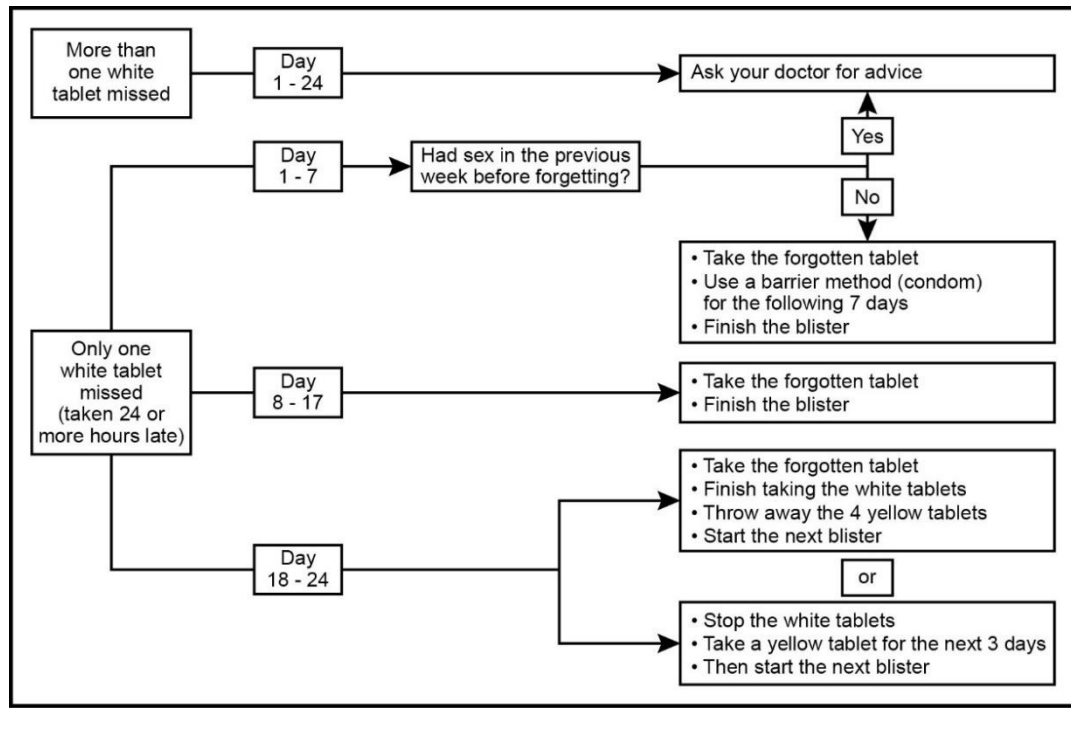 More than
one white
tablet missed
Day
1 - 24
Ask your doctor for advice
Yes
Day
1 - 7
Had sex in the previous
week before forgetting?
No
• Take the forgotten tablet
• Use a barrier method (condom)
for the following 7 days
• Finish the blister
Only one
white tablet
missed
(taken 24 or
more hours late)
Day
8 - 17
• Take the forgotten tablet
• Finish the blister
Day
18 - 24
• Take the forgotten tablet
• Finish taking the white tablets
• Throw away the 4 yellow tablets
• Start the next blister
or
• Stop the white tablets
• Take a yellow tablet for the next 3 days
• Then start the next blister